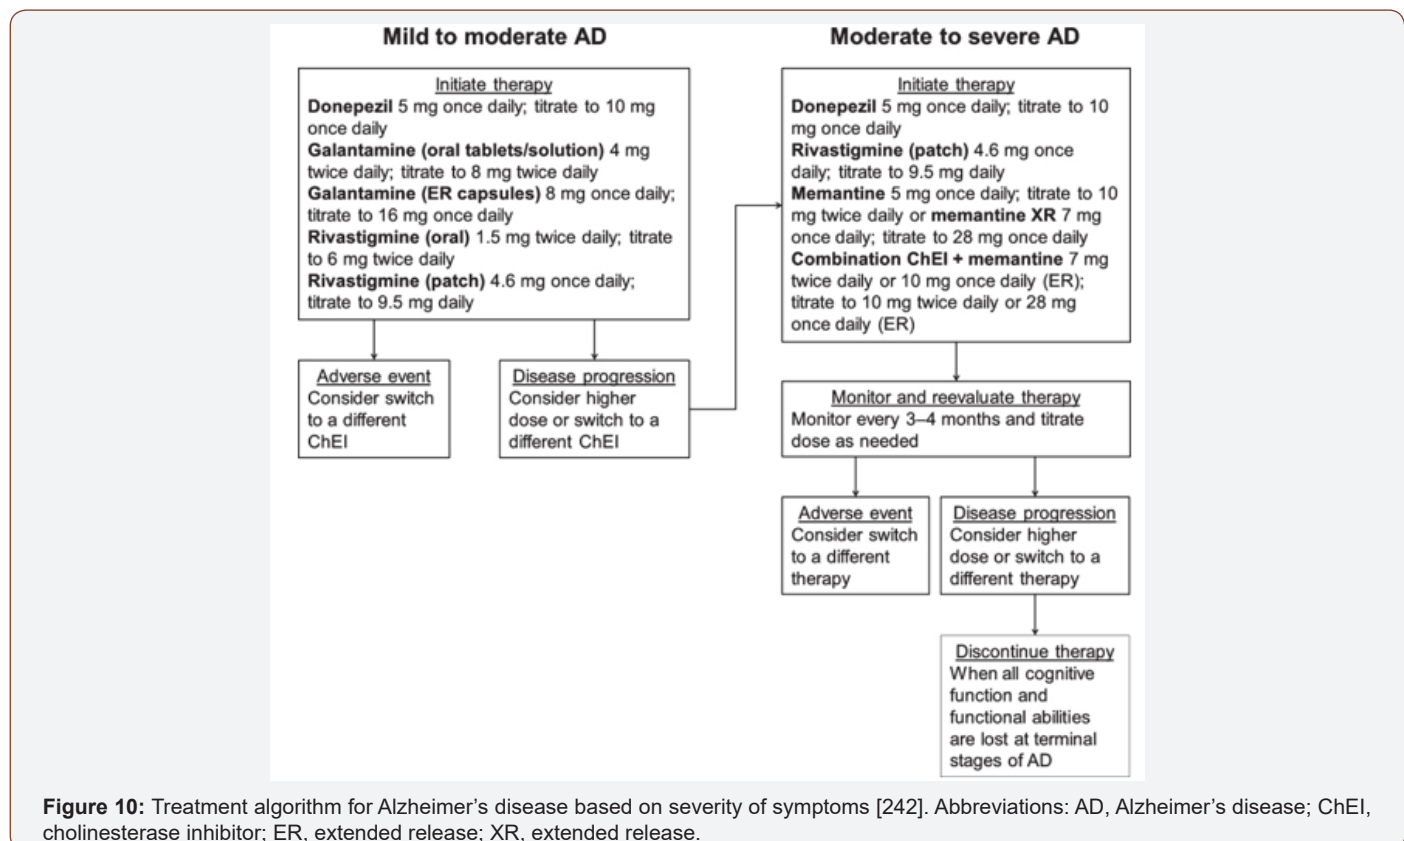 Mild to moderate AD
Initiate therapy
Donepezil 5 mg once daily; titrate to 10 mg
once daily
Galantamine (oral tablets/solution) 4 mg
twice daily; titrate to 8 mg twice daily
Galantamine (ER capsules) 8 mg once daily;
titrate to 16 mg once daily
Rivastigmine (oral) 1.5 mg twice daily; titrate
to 6 mg twice daily
Rivastigmine (patch) 4.6 mg once daily;
titrate to 9.5 mg daily
Adverse event
Consider switch
to a different
ChEI
Disease progression
Consider higher
dose or switch to a
different ChEI
Moderate to severe AD
Initiate therapy
Donepezil 5 mg once daily; titrate to 10
mg once daily
Rivastigmine (patch) 4.6 mg once
daily; titrate to 9.5 mg daily
Memantine 5 mg once daily; titrate to 10
mg twice daily or memantine XR 7 mg
once daily; titrate to 28 mg once daily
Combination ChEI + memantine 7 mg
twice daily or 10 mg once daily (ER);
titrate to 10 mg twice daily or 28 mg
once daily (ER)
Monitor and reevaluate therapy
Monitor every 3–4 months and titrate
dose as needed
Adverse event
Consider switch
to a different
therapy
Disease progression
Consider higher
dose or switch to a
different therapy
Discontinue therapy
When all cognitive
function and
functional abilities
are lost at terminal
stages of AD
Figure 10: Treatment algorithm for Alzheimer’s disease based on severity of symptoms [242]. Abbreviations: AD, Alzheimer’s disease; ChEI,
cholinesterase inhibitor; ER, extended release; XR, extended release.